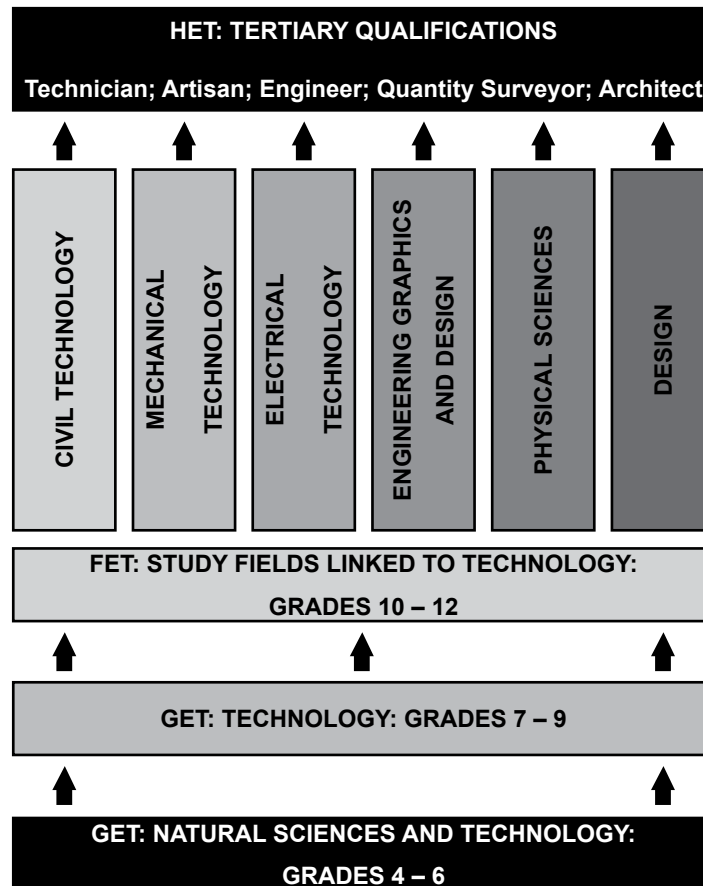 HET: TERTIARY QUALIFICATIONS
Technician; Artisan; Engineer; Quantity Surveyor; Architect
CIVIL TECHNOLOGY
MECHANICAL
TECHNOLOGY
ELECTRICAL
TECHNOLOGY
ENGINEERING GRAPHICS
AND DESIGN
PHYSICAL SCIENCES
DESIGN
FET: STUDY FIELDS LINKED TO TECHNOLOGY:
GRADES 10 – 12
GET: TECHNOLOGY: GRADES 7 – 9
GET: NATURAL SCIENCES AND TECHNOLOGY:
GRADES 4 – 6